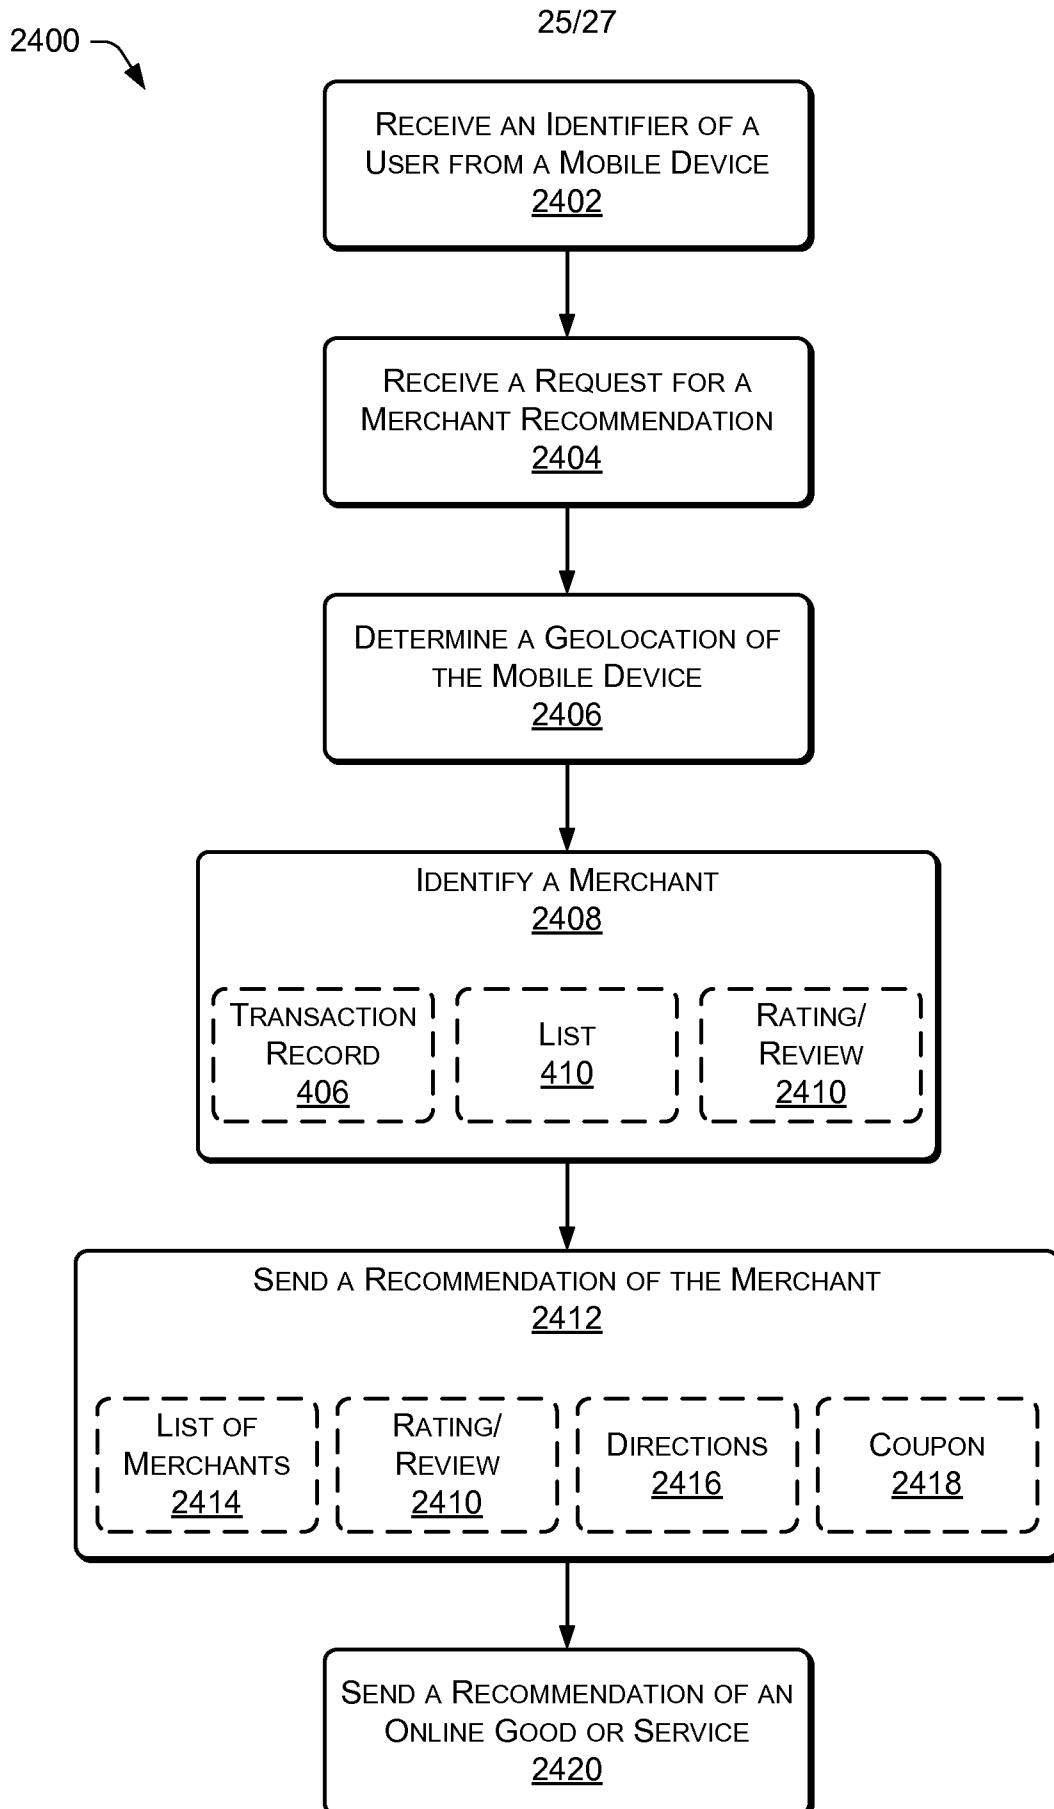 25/27
2400
RECEIVE AN IDENTIFIER OF A
USER FROM A MOBILE DEVICE
2402
RECEIVE A REQUEST FOR A
MERCHANT RECOMMENDATION
2404
DETERMINE A GEOLOCATION OF
THE MOBILE DEVICE
2406
IDENTIFY A MERCHANT
2408
TRANSACTION
RECORD
406
LIST
410
RATING/
REVIEW
2410
SEND A RECOMMENDATION OF THE MERCHANT
2412
LIST OF
MERCHANTS
2414
RATING/
REVIEW
2410
DIRECTIONS
2416
COUPON
2418
SEND A RECOMMENDATION OF AN
ONLINE GOOD OR SERVICE
2420